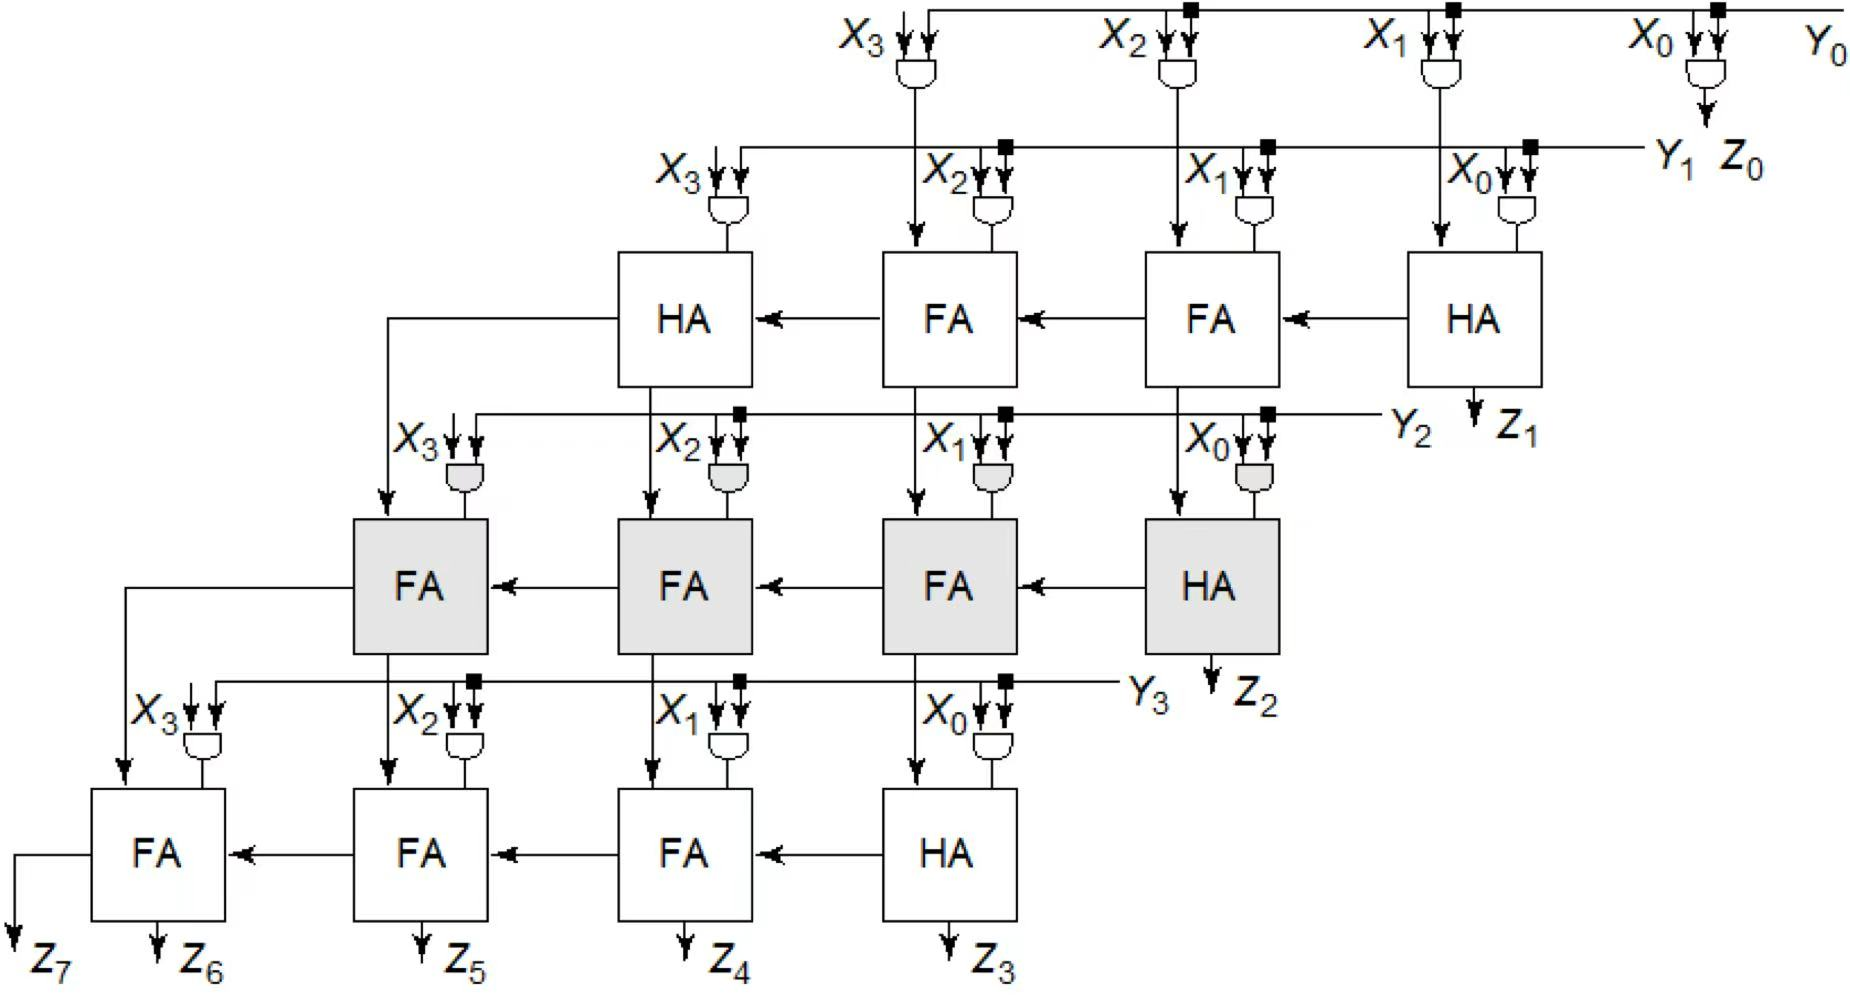 X₃ X₂ X₁ X₀ Y₀
X₃ X₂ X₁ X₀ Y₁ Z₀
HA FA FA HA
X₃ X₂ X₁ X₀ Y₂ Z₁
FA FA FA HA
X₃ X₂ X₁ X₀ Y₃ Z₂
FA FA FA HA
Z₇ Z₆ Z₅ Z₄ Z₃